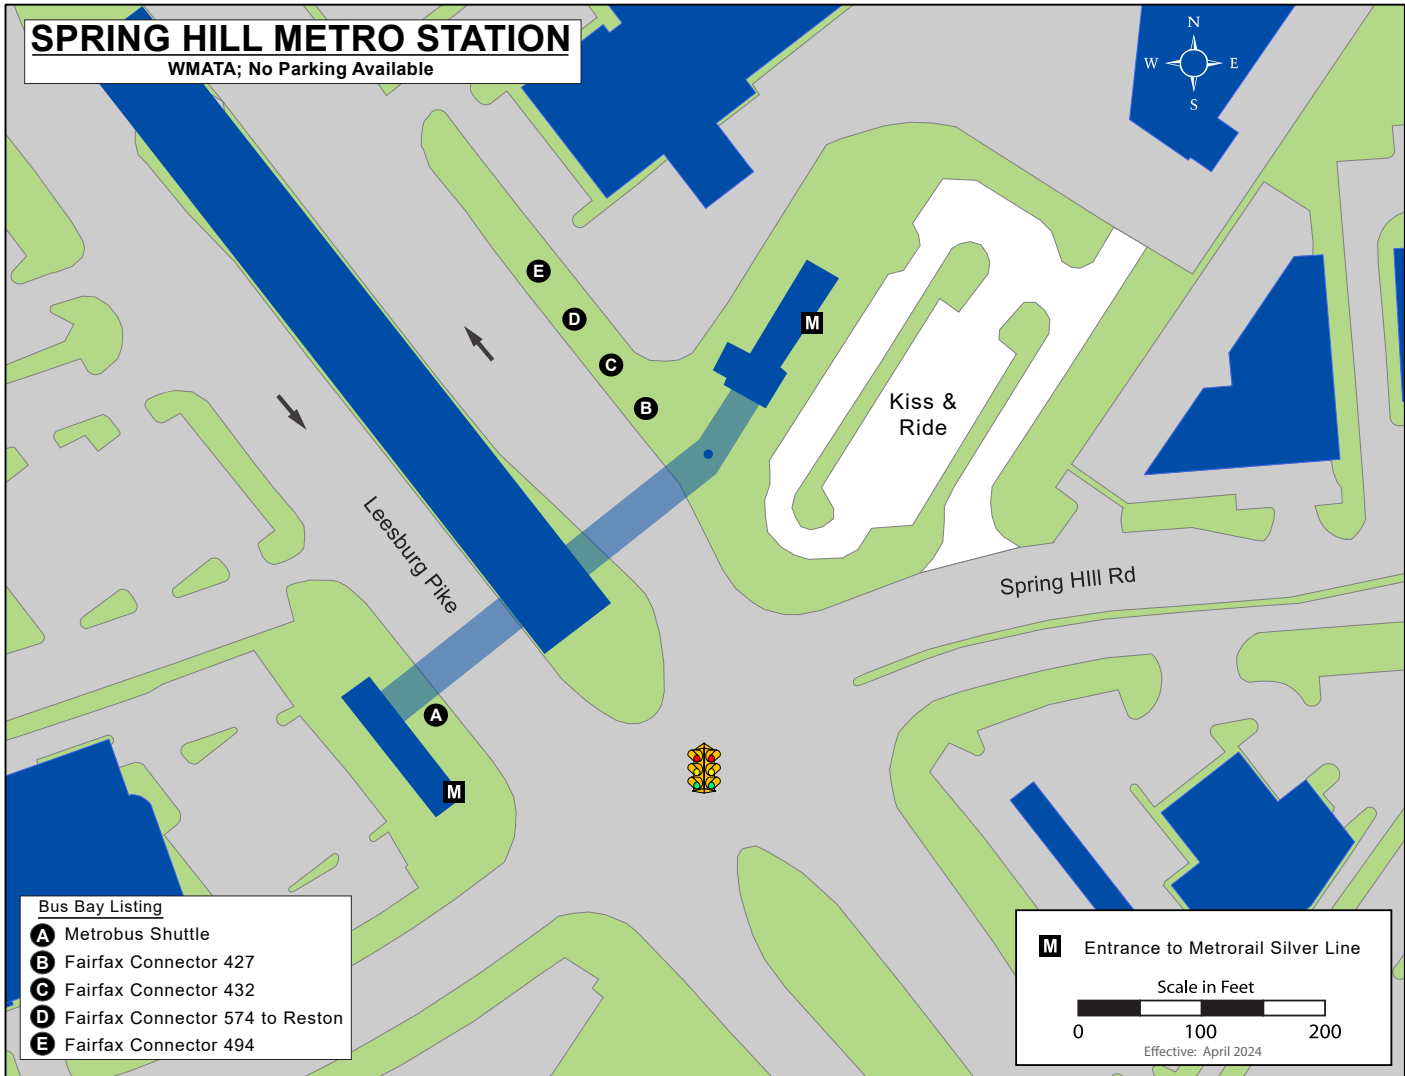 SPRING HILL METRO STATION
WMATA; No Parking Available
N
W E
S
E
D
M
C
B
Kiss &
Ride
Leesburg Pike
Spring HIll Rd
A
M
Bus Bay Listing
A Metrobus Shuttle
B Fairfax Connector 427
C Fairfax Connector 432
D Fairfax Connector 574 to Reston
E Fairfax Connector 494
M Entrance to Metrorail Silver Line
Scale in Feet
0 100 200
Effective: April 2024